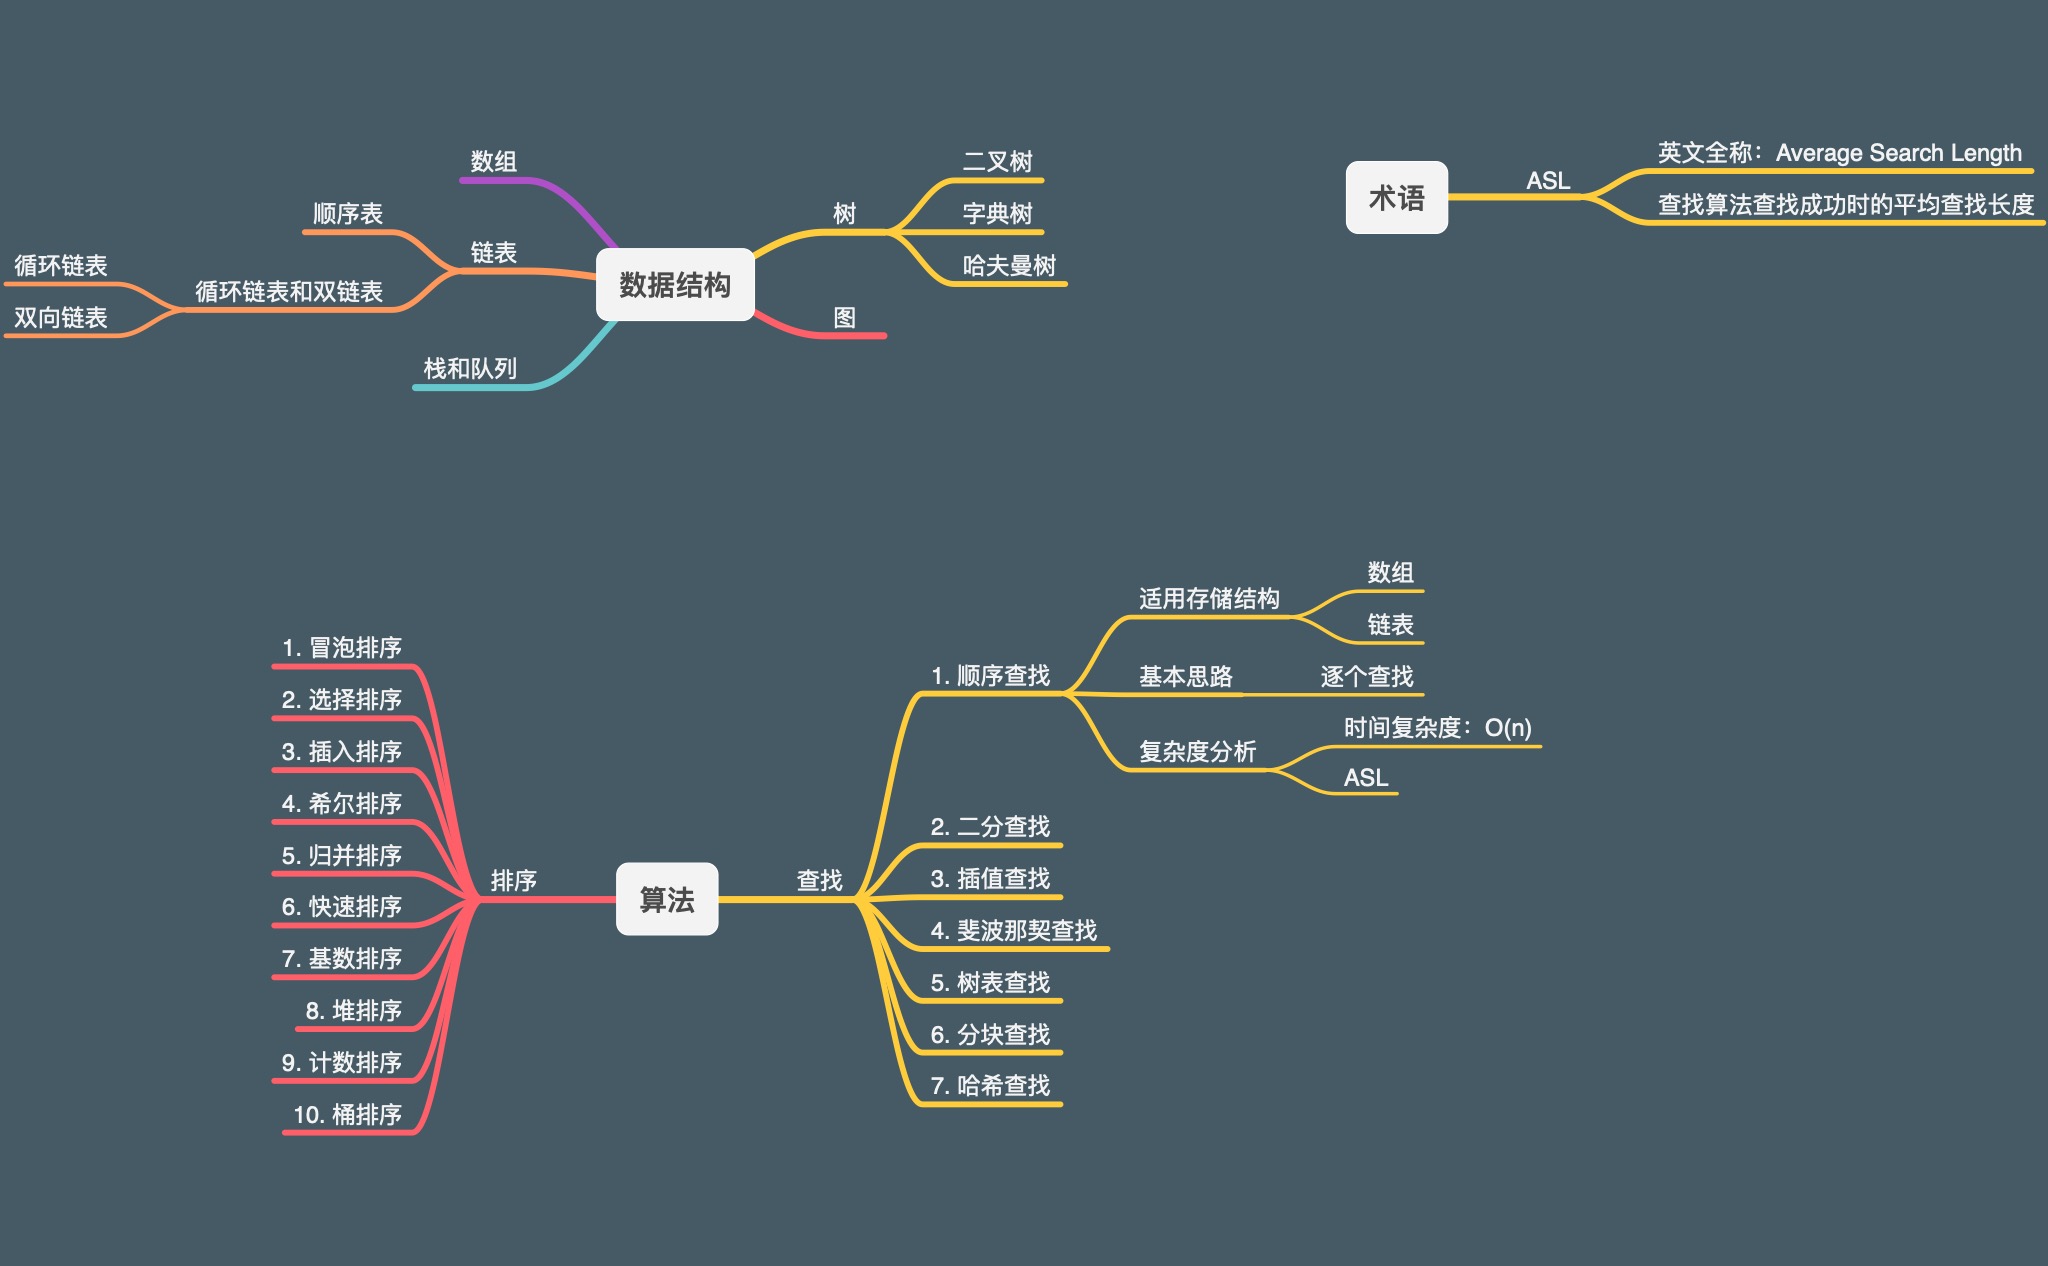 数据结构
树
二叉树
字典树
哈夫曼树
图
数组
链表
顺序表
循环链表和双链表
循环链表
双向链表
栈和队列
术语
ASL
英文全称：Average Search Length
查找算法查找成功时的平均查找长度
算法
查找
1. 顺序查找
适用存储结构
数组
链表
基本思路
逐个查找
复杂度分析
时间复杂度：O(n)
ASL
2. 二分查找
3. 插值查找
4. 斐波那契查找
5. 树表查找
6. 分块查找
7. 哈希查找
排序
1. 冒泡排序
2. 选择排序
3. 插入排序
4. 希尔排序
5. 归并排序
6. 快速排序
7. 基数排序
8. 堆排序
9. 计数排序
10. 桶排序